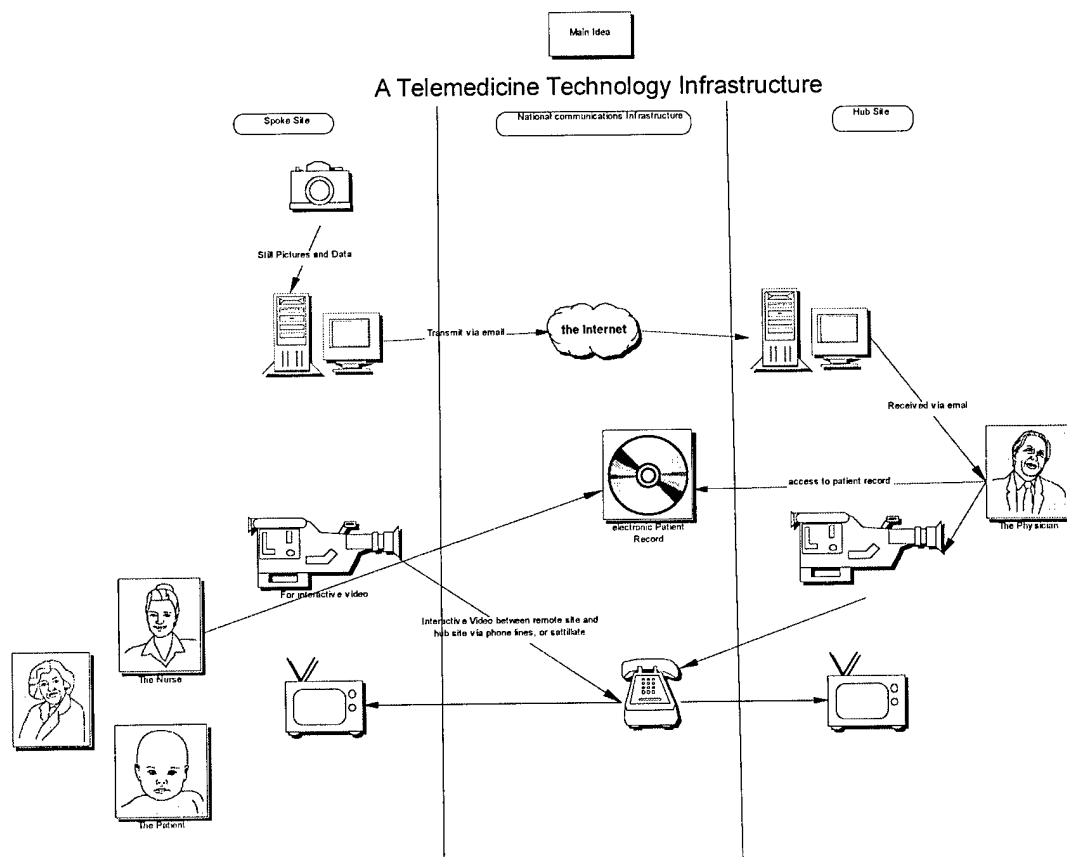 Main Idea
A Telemedicine Technology Infrastructure
Spoke Site
National communications Infrastructure
Hub Site
Still Pictures and Data
Transmit via email
the Internet
Received via emal
access to patient record
The Physician
electronic Patient
Record
For interactive video
Interactive Video between remote site and
hub site via phone lines, or sattillate
The Nurse
The Patient